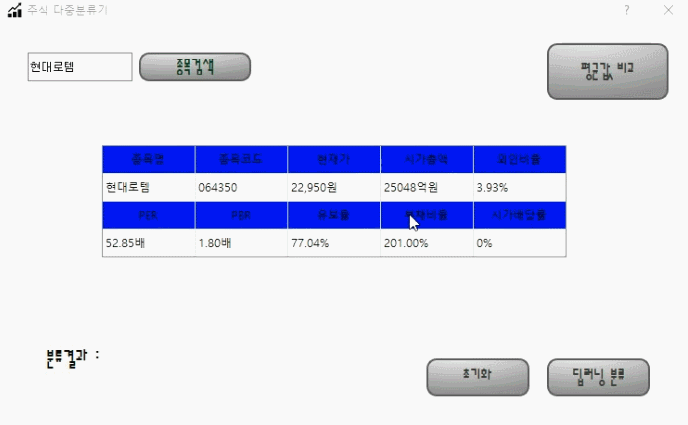 주식 다중분류기
?
현대로템
종목검색
평균값 비교
종목명 종목코드 현재가 시가총액 외인비율
현대로템 064350 22,950원 25048억원 3.93%
PER PER 유보율 부채비율 시가배당률
52.85배 1.80배 77.04% 201.00% 0%
분류결과 :
초기화
딥러닝 분류